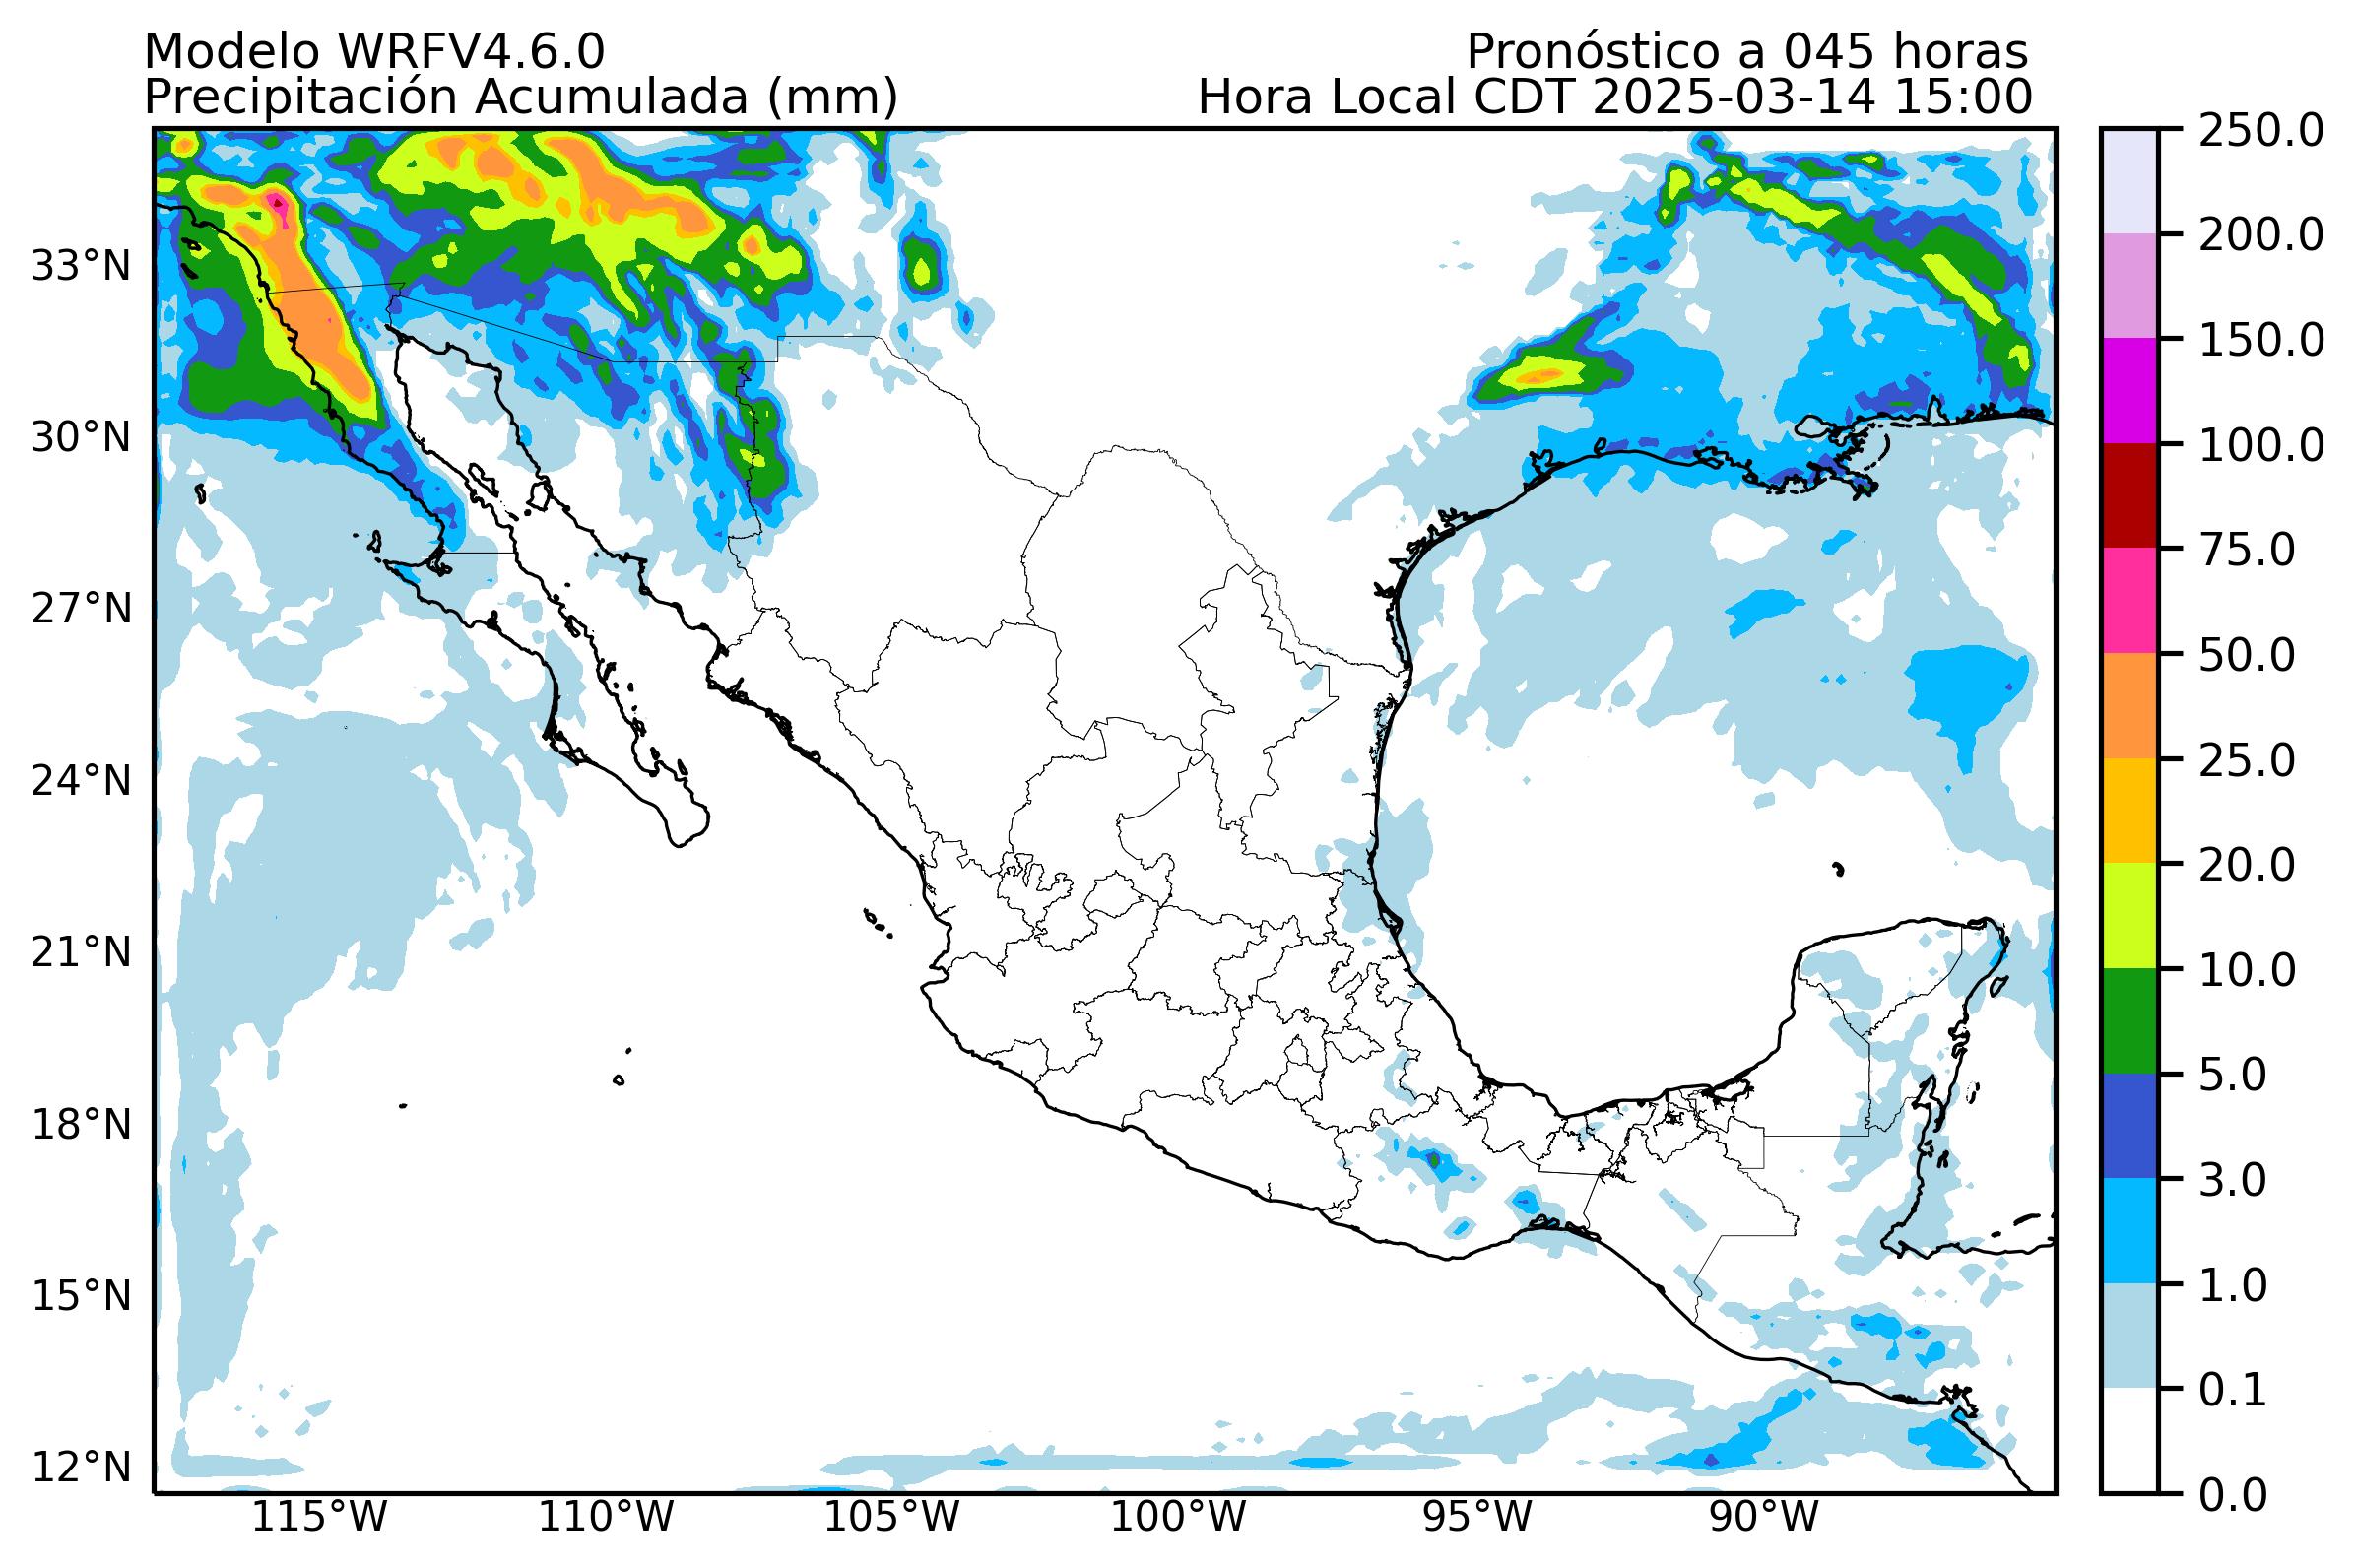 Modelo WRFV4.6.0
Pronóstico a 045 horas
Precipitación Acumulada (mm)
Hora Local CDT 2025-03-14 15:00
33°N
30°N
27°N
24°N
21°N
18°N
15°N
12°N
115°W
110°W
105°W
100°W
95°W
90°W
250.0
200.0
150.0
100.0
75.0
50.0
25.0
20.0
10.0
5.0
3.0
1.0
0.1
0.0